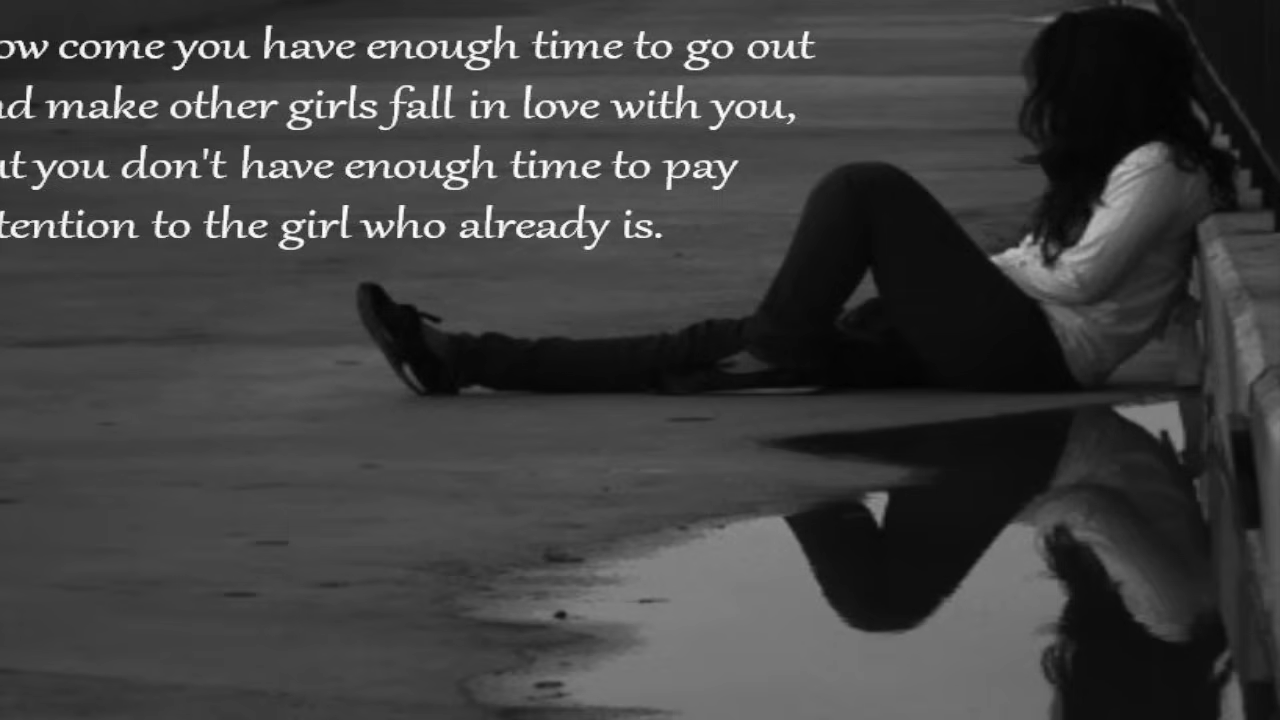 ow come you have enough time to go out
nd make other girls fall in love with you,
ut you don't have enough time to pay
tention to the girl who already is.